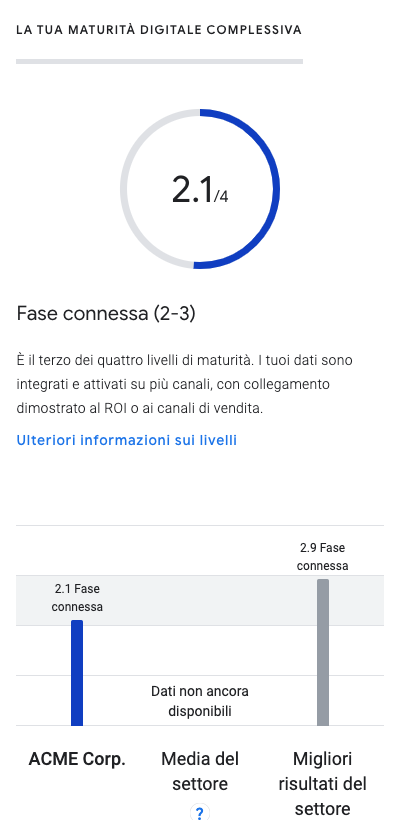 LA TUA MATURITÀ DIGITALE COMPLESSIVA
2.1/4
Fase connessa (2-3)
È il terzo dei quattro livelli di maturità. I tuoi dati sono
integrati e attivati su più canali, con collegamento
dimostrato al ROI o ai canali di vendita.
Ulteriori informazioni sui livelli
2.9 Fase
connessa
2.1 Fase
connessa
Dati non ancora
disponibili
ACME Corp.
Media del
settore
?
Migliori
risultati del
settore